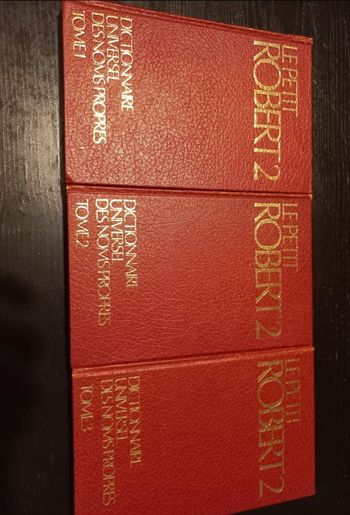 LE PETIT
ROBERT 2
DICTIONNAIRE
UNIVERSEL
DES NOMS PROPRES
TOME 1
LE PETIT
ROBERT 2
DICTIONNAIRE
UNIVERSEL
DES NOMS PROPRES
TOME 2
LE PETIT
ROBERT 2
DICTIONNAIRE
UNIVERSEL
DES NOMS PROPRES
TOME 3